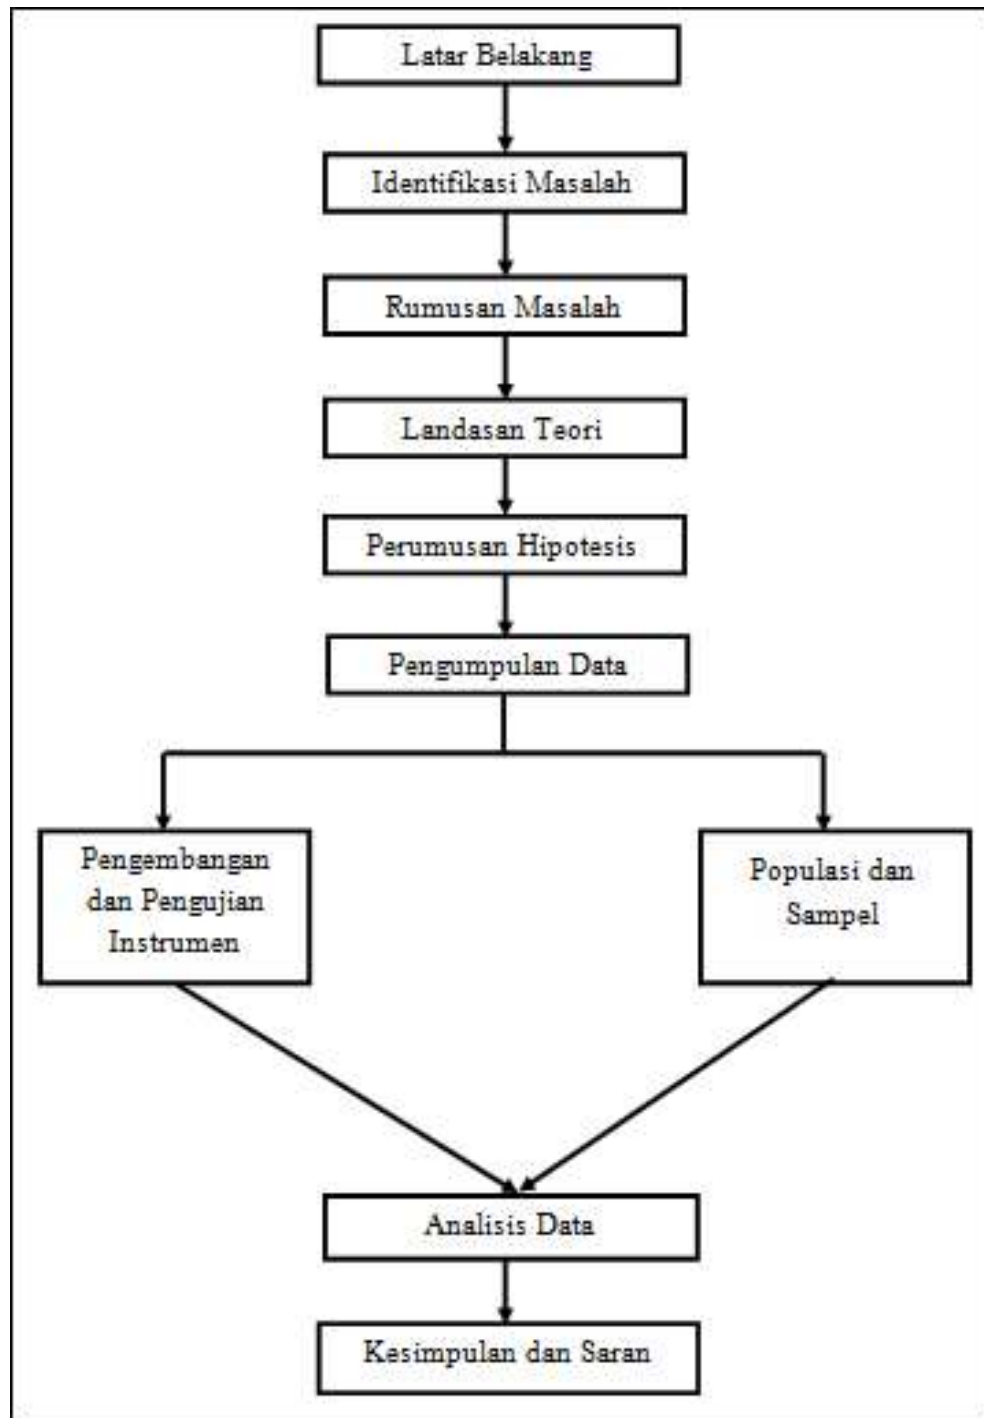 Latar Belakang
Identifikasi Masalah
Rumusan Masalah
Landasan Teori
Perumusan Hipotesis
Pengumpulan Data
Pengembangan
dan Pengujian
Instrumen
Populasi dan
Sampel
Analisis Data
Kesimpulan dan Saran